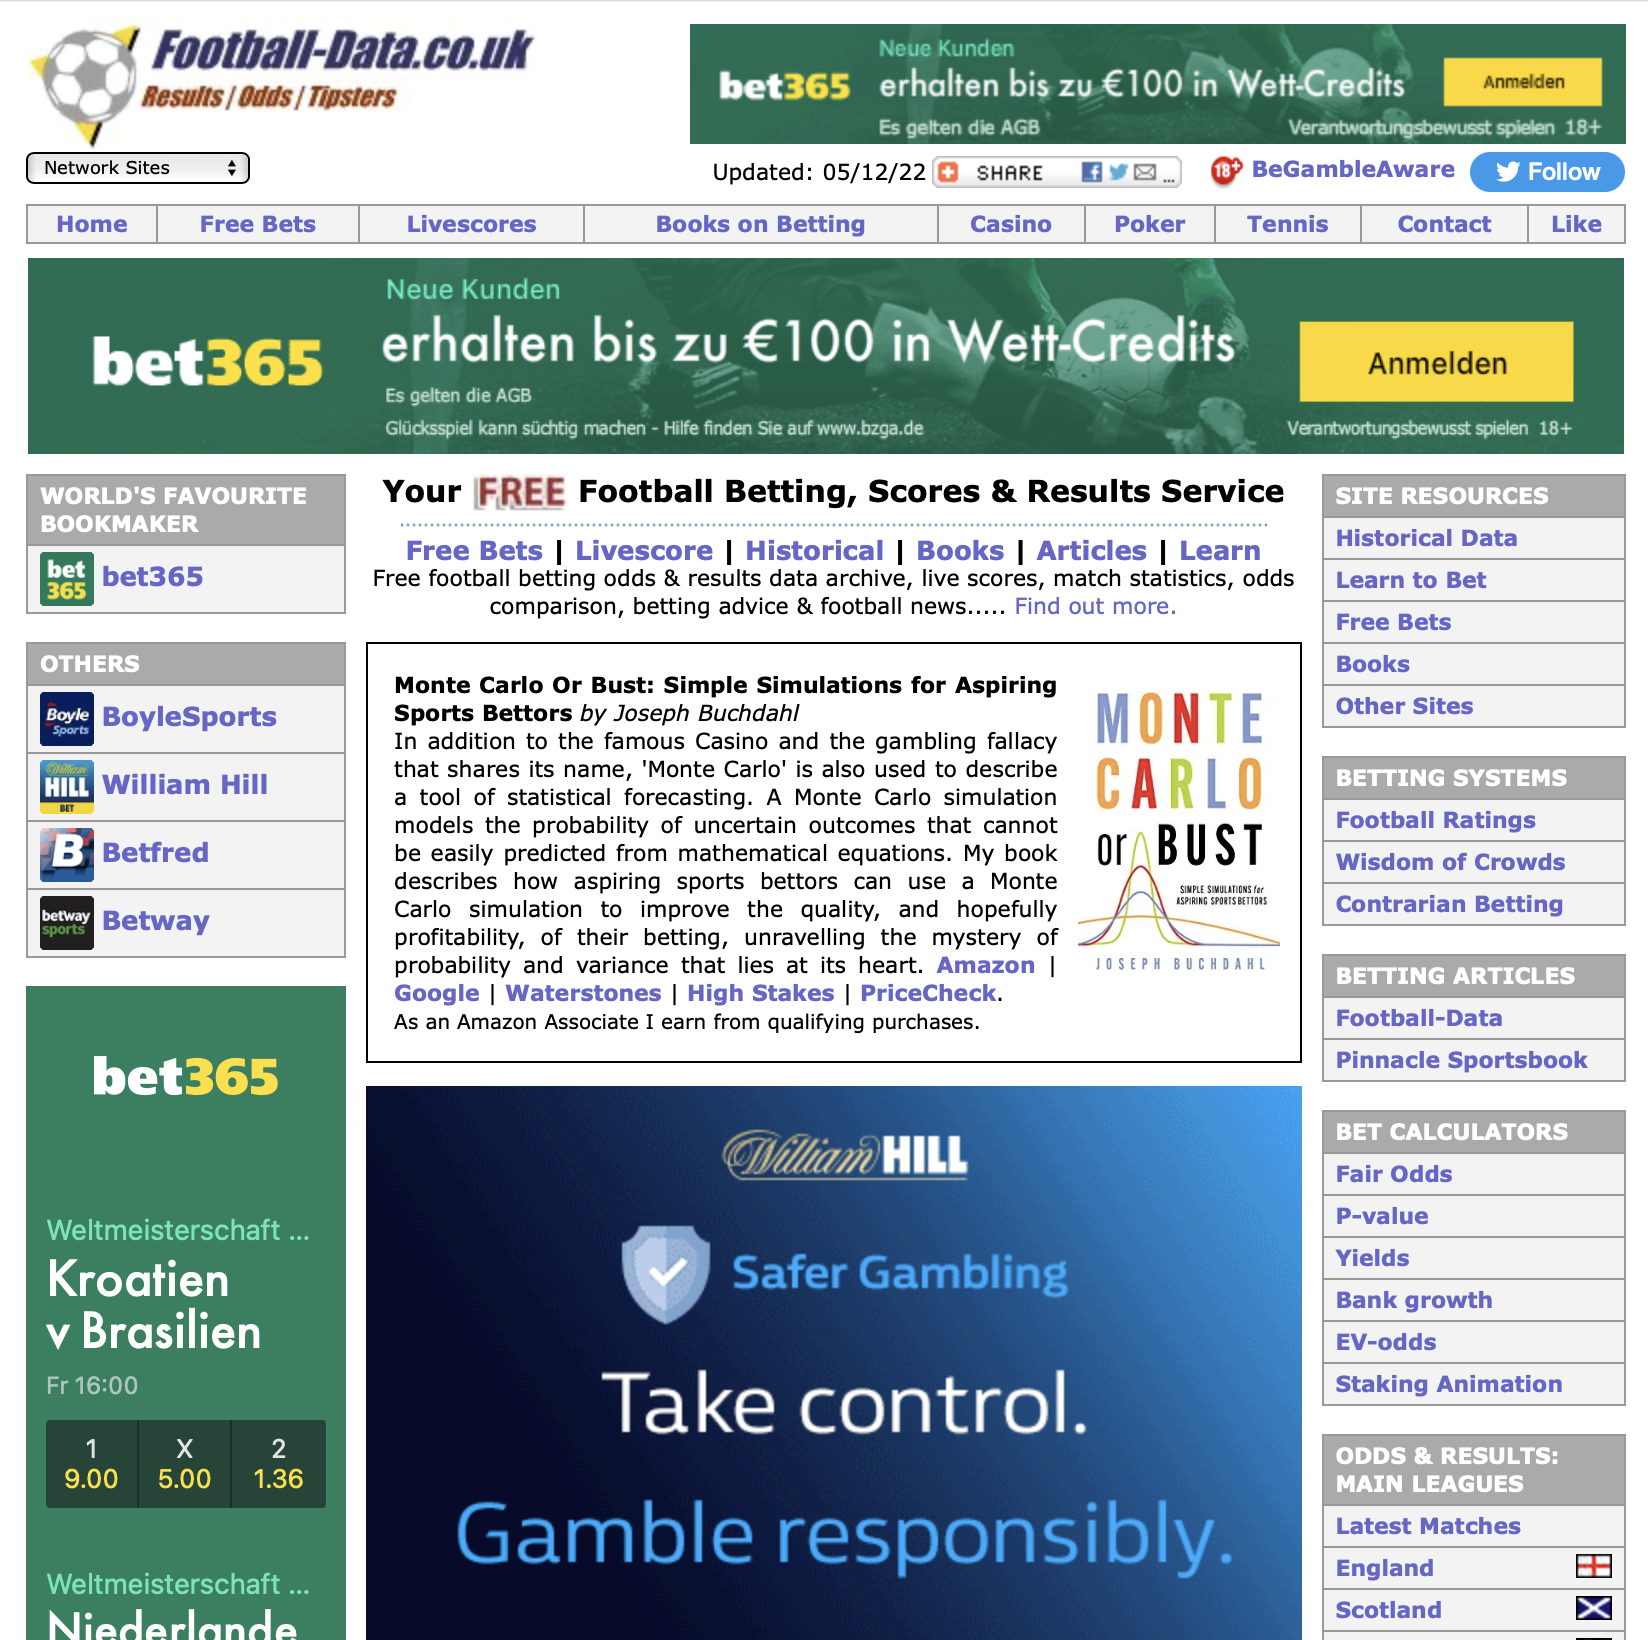 Football-Data.co.uk
Results / Odds / Tipsters
Neue Kunden
bet365 erhalten bis zu €100 in Wett-Credits Anmelden
Es gelten die AGB Verantwortungsbewusst spielen 18+
Network Sites
Updated: 05/12/22 SHARE ... 18+ BeGambleAware Follow
Home Free Bets Livescores Books on Betting Casino Poker Tennis Contact Like
Neue Kunden
bet365 erhalten bis zu €100 in Wett-Credits Anmelden
Es gelten die AGB
Glücksspiel kann süchtig machen - Hilfe finden Sie auf www.bzga.de Verantwortungsbewusst spielen 18+
WORLD'S FAVOURITE
BOOKMAKER
bet
365
bet365
OTHERS
Boyle
Sports
BoyleSports
William
HILL
BET
William Hill
B Betfred
betway
sports
Betway
bet365
Weltmeisterschaft ...
Kroatien
v Brasilien
Fr 16:00
1 X 2
9.00 5.00 1.36
Weltmeisterschaft ...
Niederlande
Your FREE Football Betting, Scores & Results Service
Free Bets | Livescore | Historical | Books | Articles | Learn
Free football betting odds & results data archive, live scores, match statistics, odds
comparison, betting advice & football news..... Find out more.
Monte Carlo Or Bust: Simple Simulations for Aspiring
Sports Bettors by Joseph Buchdahl
In addition to the famous Casino and the gambling fallacy
that shares its name, 'Monte Carlo' is also used to describe
a tool of statistical forecasting. A Monte Carlo simulation
models the probability of uncertain outcomes that cannot
be easily predicted from mathematical equations. My book
describes how aspiring sports bettors can use a Monte
Carlo simulation to improve the quality, and hopefully
profitability, of their betting, unravelling the mystery of
probability and variance that lies at its heart. Amazon |
Google | Waterstones | High Stakes | PriceCheck.
As an Amazon Associate I earn from qualifying purchases.
MONTE
CARLO
or BUST
SIMPLE SIMULATIONS for
ASPIRING SPORTS BETTORS
JOSEPH BUCHDAHL
William HILL
Safer Gambling
Take control.
Gamble responsibly.
SITE RESOURCES
Historical Data
Learn to Bet
Free Bets
Books
Other Sites
BETTING SYSTEMS
Football Ratings
Wisdom of Crowds
Contrarian Betting
BETTING ARTICLES
Football-Data
Pinnacle Sportsbook
BET CALCULATORS
Fair Odds
P-value
Yields
Bank growth
EV-odds
Staking Animation
ODDS & RESULTS:
MAIN LEAGUES
Latest Matches
England
Scotland